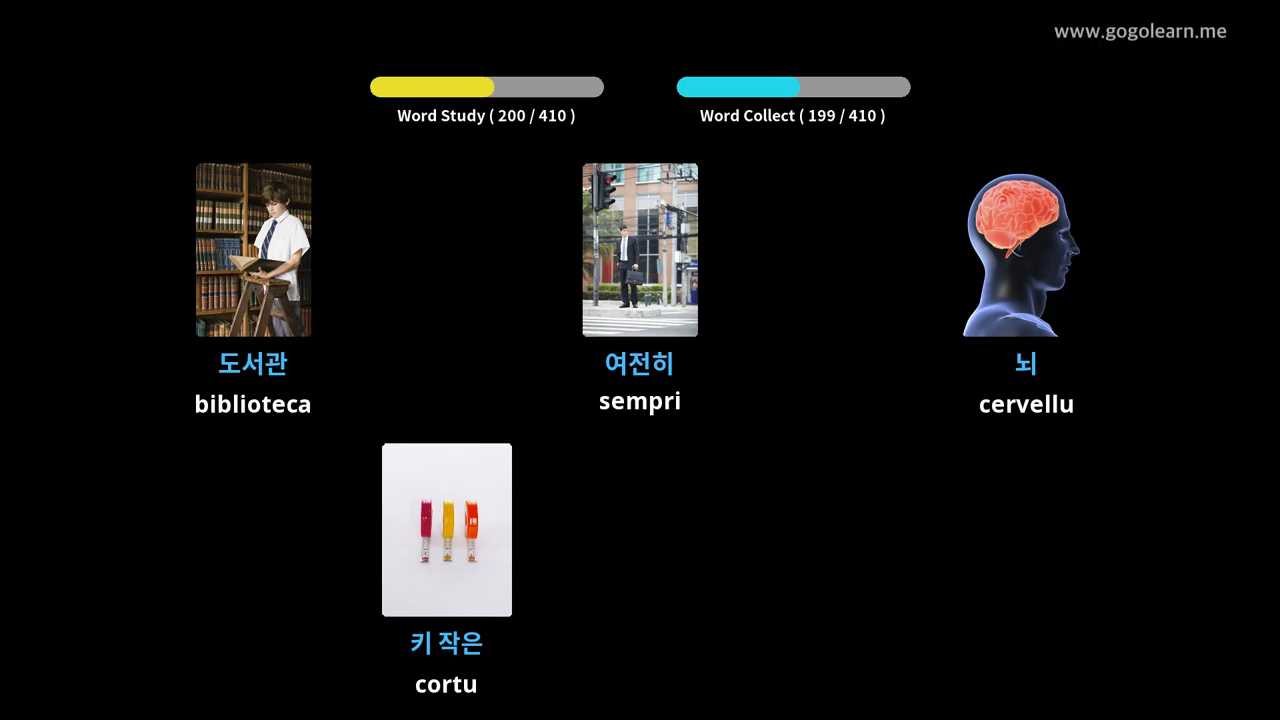 www.gogolearn.me
Word Study ( 200 / 410 )
Word Collect ( 199 / 410 )
도서관
biblioteca
여전히
sempri
뇌
cervellu
키 작은
cortu